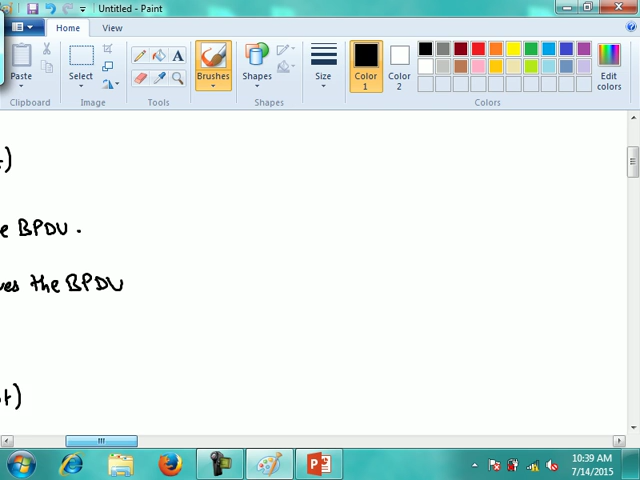 Untitled - Paint
Home View
Paste Select Brushes Shapes Size Color 1 Color 2 Edit colors
Clipboard Image Tools Shapes Colors
e BPDU.
ves the BPDU
t)
10:39 AM
7/14/2015